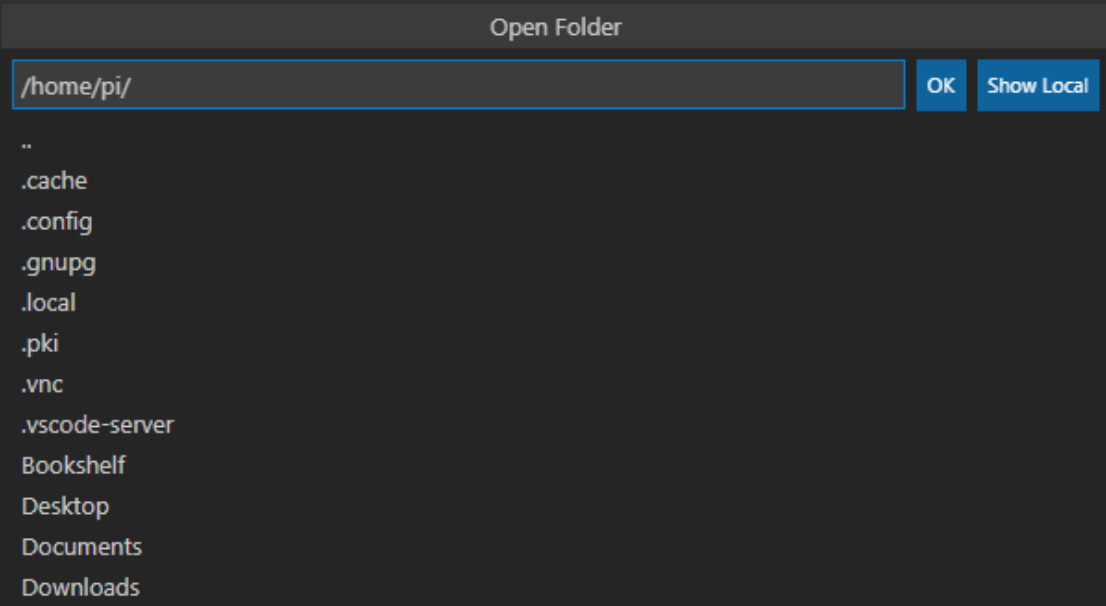 Open Folder
/home/pi/ OK Show Local
..
.cache
.config
.gnupg
.local
.pki
.vnc
.vscode-server
Bookshelf
Desktop
Documents
Downloads